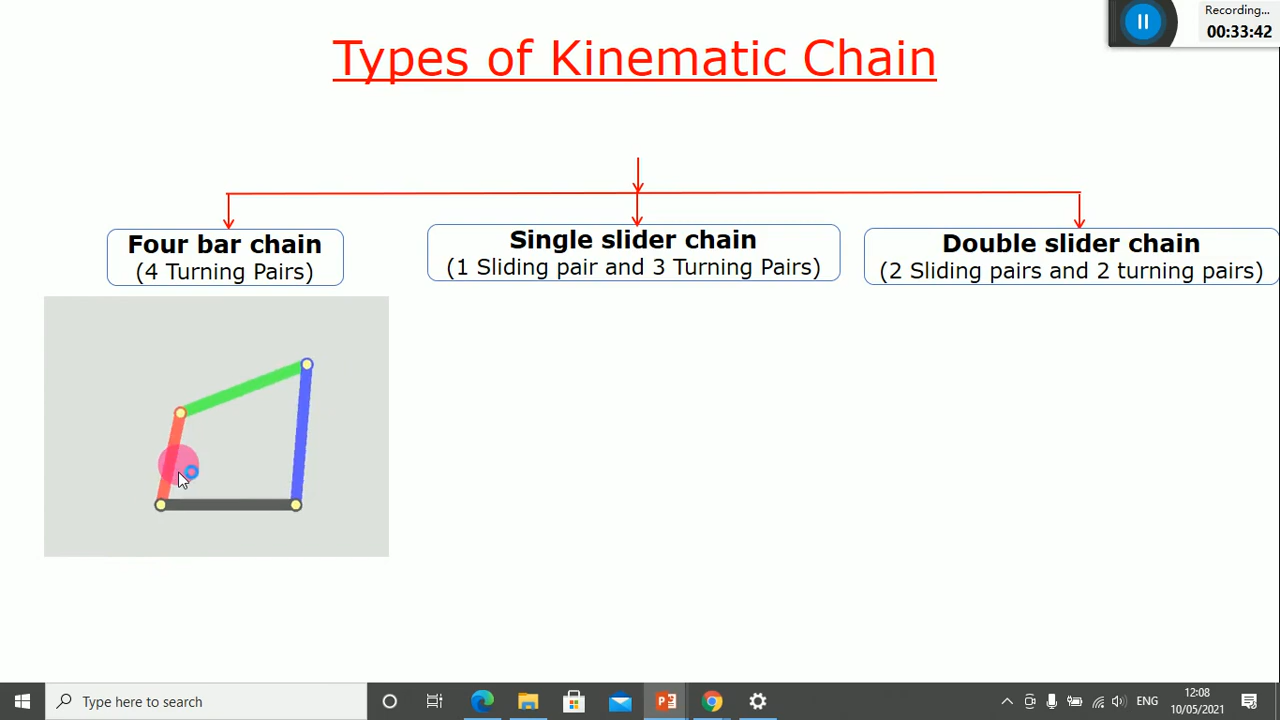 Recording...
00:33:42
Types of Kinematic Chain
Four bar chain
(4 Turning Pairs)
Single slider chain
(1 Sliding pair and 3 Turning Pairs)
Double slider chain
(2 Sliding pairs and 2 turning pairs)
Type here to search
ENG
12:08
10/05/2021